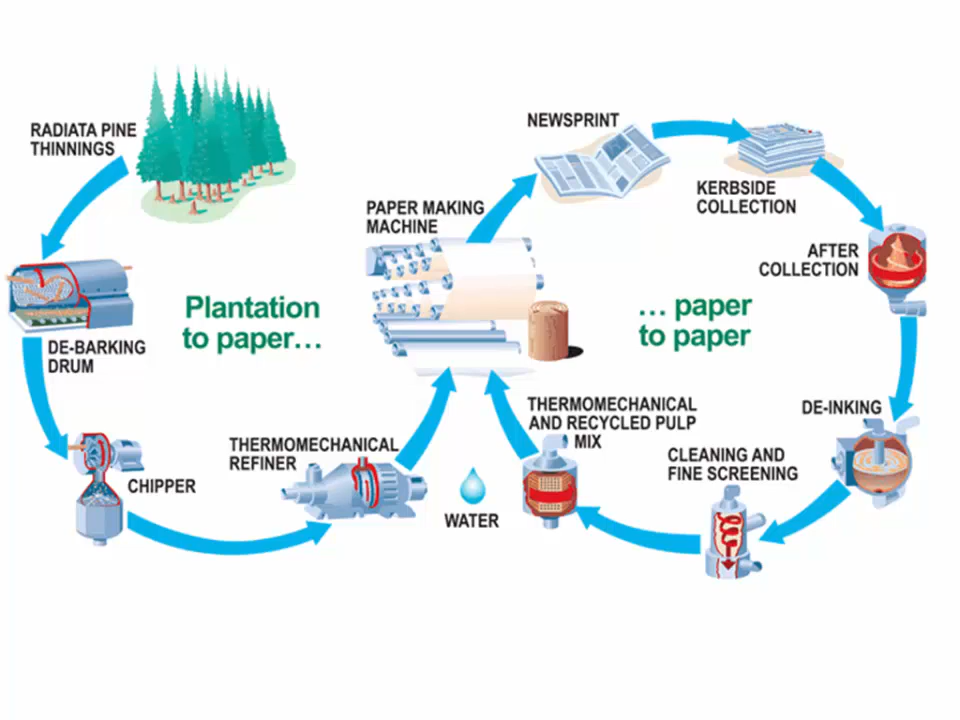 RADIATA PINE
THINNINGS
DE-BARKING
DRUM
CHIPPER
THERMOMECHANICAL
REFINER
Plantation
to paper…
WATER
PAPER MAKING
MACHINE
NEWSPRINT
KERBSIDE
COLLECTION
AFTER
COLLECTION
… paper
to paper
DE-INKING
CLEANING AND
FINE SCREENING
THERMOMECHANICAL
AND RECYCLED PULP
MIX